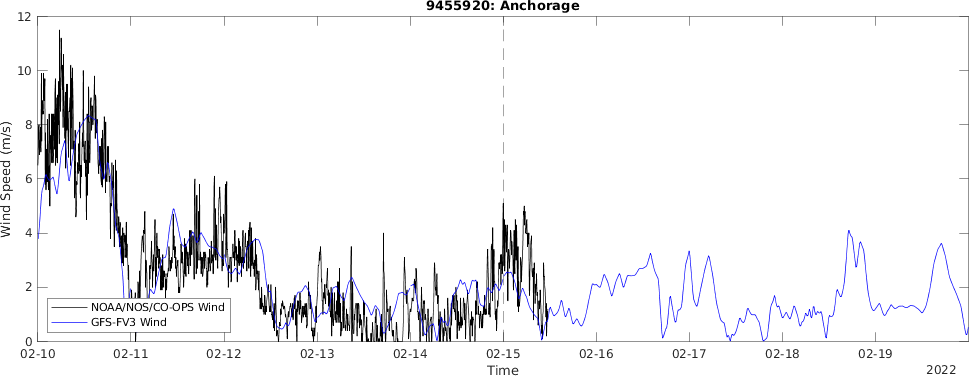 9455920: Anchorage
12
10
8
6
4
2
0
Wind Speed (m/s)
NOAA/NOS/CO-OPS Wind
GFS-FV3 Wind
02-10 02-11 02-12 02-13 02-14 02-15 02-16 02-17 02-18 02-19
Time
2022